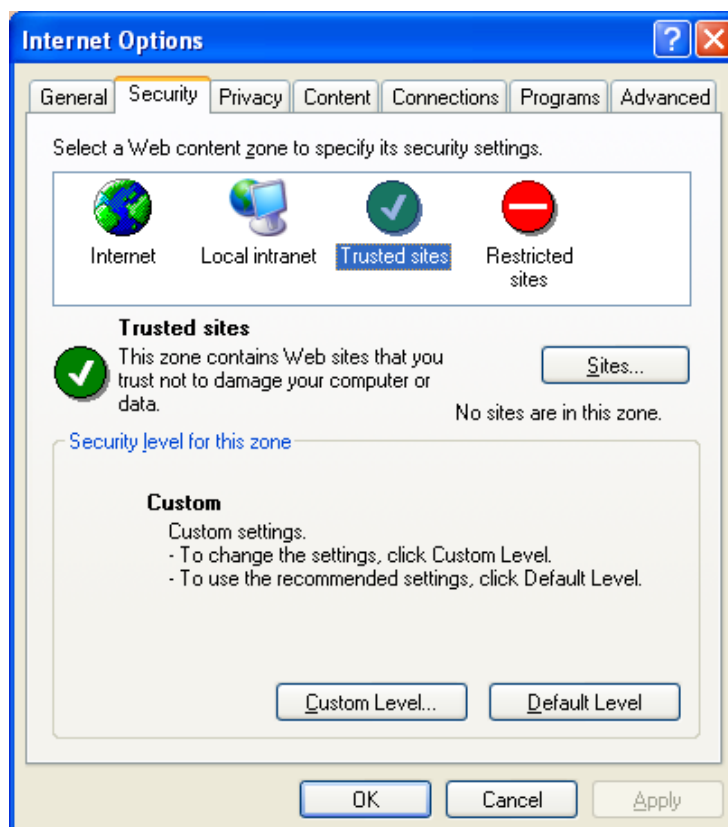 Internet Options
General Security Privacy Content Connections Programs Advanced
Select a Web content zone to specify its security settings.
Internet Local intranet Trusted sites Restricted sites
Trusted sites
This zone contains Web sites that you
trust not to damage your computer or
data.
Sites...
No sites are in this zone.
Security level for this zone
Custom
Custom settings.
- To change the settings, click Custom Level.
- To use the recommended settings, click Default Level.
Custom Level... Default Level
OK Cancel Apply